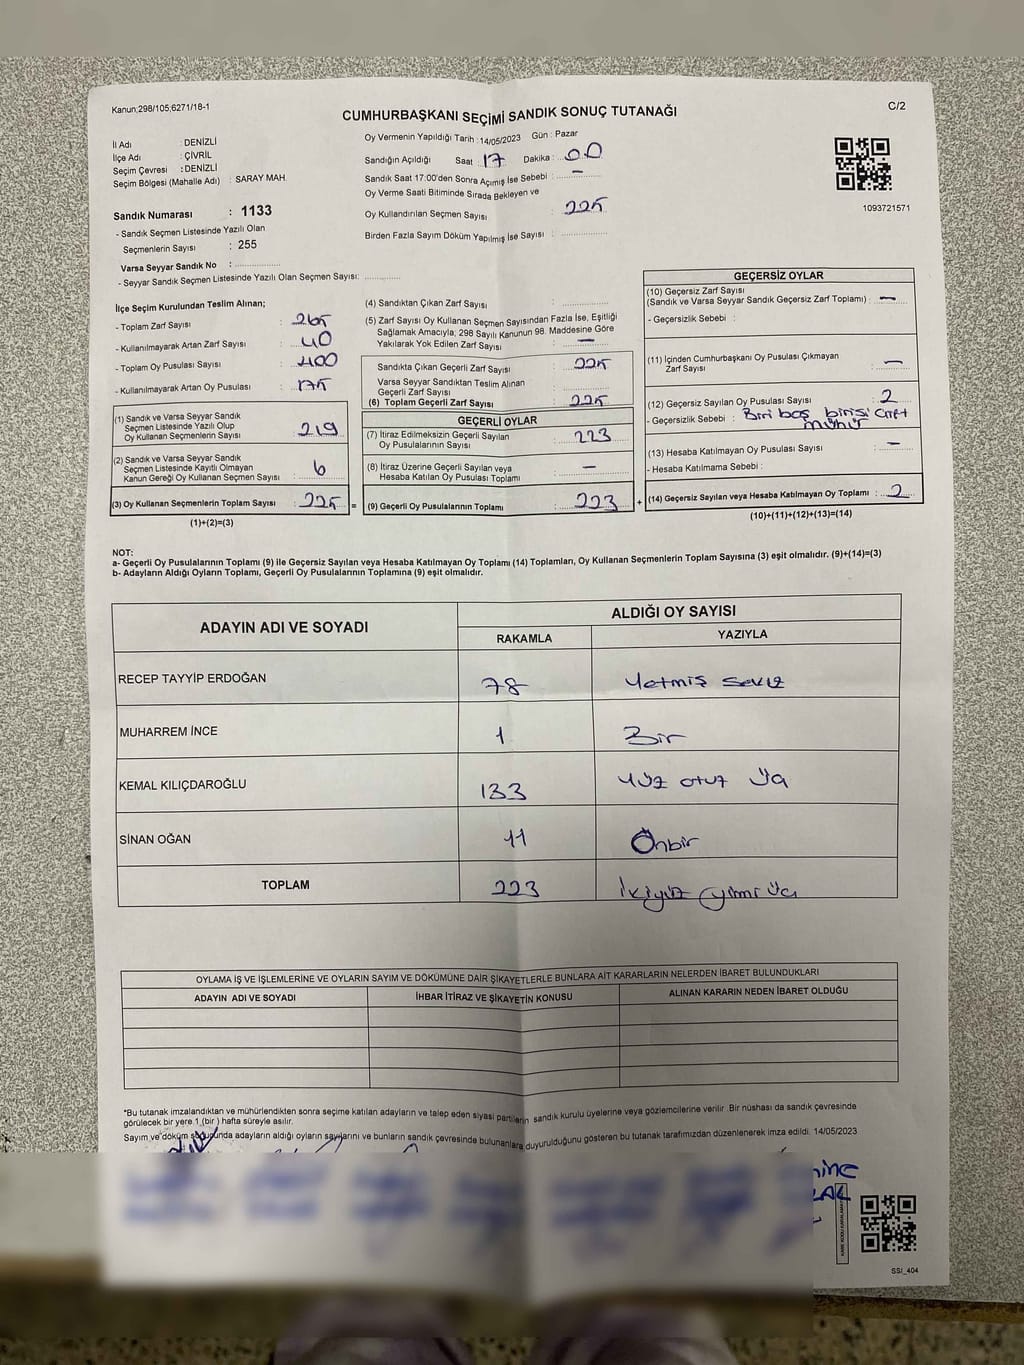 Kanun;298/105;6271/18-1
C/2
CUMHURBAŞKANI SEÇİMİ SANDIK SONUÇ TUTANAĞI
İl Adı : DENİZLİ
İlçe Adı : ÇİVRİL
Seçim Çevresi : DENİZLİ
Seçim Bölgesi (Mahalle Adı) : SARAY MAH.
Sandık Numarası : 1133
- Sandık Seçmen Listesinde Yazılı Olan
Seçmenlerin Sayısı : 255
Varsa Seyyar Sandık No :
- Seyyar Sandık Seçmen Listesinde Yazılı Olan Seçmen Sayısı:
Oy Vermenin Yapıldığı Tarih : 14/05/2023 Gün : Pazar
Sandığın Açıldığı Saat : 17 Dakika : 00
Sandık Saat 17:00'den Sonra Açılmış İse Sebebi : -
Oy Verme Saati Bitiminde Sırada Bekleyen ve
Oy Kullandırılan Seçmen Sayısı : 225
Birden Fazla Sayım Döküm Yapılmış İse Sayısı :
1093721571
İlçe Seçim Kurulundan Teslim Alınan;
- Toplam Zarf Sayısı : 265
- Kullanılmayarak Artan Zarf Sayısı : 40
- Toplam Oy Pusulası Sayısı : 400
- Kullanılmayarak Artan Oy Pusulası : 175
(1) Sandık ve Varsa Seyyar Sandık
Seçmen Listesinde Yazılı Olup
Oy Kullanan Seçmenlerin Sayısı : 219
(2) Sandık ve Varsa Seyyar Sandık
Seçmen Listesinde Kayıtlı Olmayan
Kanun Gereği Oy Kullanan Seçmen Sayısı : 6
(3) Oy Kullanan Seçmenlerin Toplam Sayısı : 225 =
(1)+(2)=(3)
(4) Sandıktan Çıkan Zarf Sayısı :
(5) Zarf Sayısı Oy Kullanan Seçmen Sayısından Fazla İse, Eşitliği
Sağlamak Amacıyla; 298 Sayılı Kanunun 98. Maddesine Göre
Yakılarak Yok Edilen Zarf Sayısı : -
Sandıkta Çıkan Geçerli Zarf Sayısı : 225
Varsa Seyyar Sandıktan Teslim Alınan
Geçerli Zarf Sayısı :
(6) Toplam Geçerli Zarf Sayısı : 225
GEÇERLİ OYLAR
(7) İtiraz Edilmeksizin Geçerli Sayılan
Oy Pusulalarının Sayısı : 223
(8) İtiraz Üzerine Geçerli Sayılan veya
Hesaba Katılan Oy Pusulası Toplamı : -
(9) Geçerli Oy Pusulalarının Toplamı : 223 +
GEÇERSİZ OYLAR
(10) Geçersiz Zarf Sayısı
(Sandık ve Varsa Seyyar Sandık Geçersiz Zarf Toplamı) : -
- Geçersizlik Sebebi :
(11) İçinden Cumhurbaşkanı Oy Pusulası Çıkmayan
Zarf Sayısı : -
(12) Geçersiz Sayılan Oy Pusulası Sayısı : 2
- Geçersizlik Sebebi : Biri boş birisi Çift
mühür
(13) Hesaba Katılmayan Oy Pusulası Sayısı : -
- Hesaba Katılmama Sebebi :
(14) Geçersiz Sayılan veya Hesaba Katılmayan Oy Toplamı : 2
(10)+(11)+(12)+(13)=(14)
NOT:
a- Geçerli Oy Pusulalarının Toplamı (9) ile Geçersiz Sayılan veya Hesaba Katılmayan Oy Toplamı (14) Toplamları, Oy Kullanan Seçmenlerin Toplam Sayısına (3) eşit olmalıdır. (9)+(14)=(3)
b- Adayların Aldığı Oyların Toplamı, Geçerli Oy Pusulalarının Toplamına (9) eşit olmalıdır.
ADAYIN ADI VE SOYADI ALDIĞI OY SAYISI
RAKAMLA YAZIYLA
RECEP TAYYİP ERDOĞAN 78 Yetmiş sekiz
MUHARREM İNCE 1 Bir
KEMAL KILIÇDAROĞLU 133 Yüz otuz Üç
SİNAN OĞAN 11 Onbir
TOPLAM 223 İkiyüz yirmi Üç
OYLAMA İŞ VE İŞLEMLERİNE VE OYLARIN SAYIM VE DÖKÜMÜNE DAİR ŞİKAYETLERLE BUNLARA AİT KARARLARIN NELERDEN İBARET BULUNDUKLARI
ADAYIN ADI VE SOYADI İHBAR İTİRAZ VE ŞİKAYETİN KONUSU ALINAN KARARIN NEDEN İBARET OLDUĞU
*Bu tutanak imzalandıktan ve mühürlendikten sonra seçime katılan adayların ve talep eden siyasi partilerin sandık kurulu üyelerine veya gözlemcilerine verilir. Bir nüshası da sandık çevresinde
görülecek bir yere 1 (bir) hafta süreyle asılır.
Sayım ve döküm sonucunda adayların aldığı oyların sayılarını ve bunların sandık çevresinde bulunanlara duyurulduğunu gösteren bu tutanak tarafımızdan düzenlenerek imza edildi. 14/05/2023
SSI_404